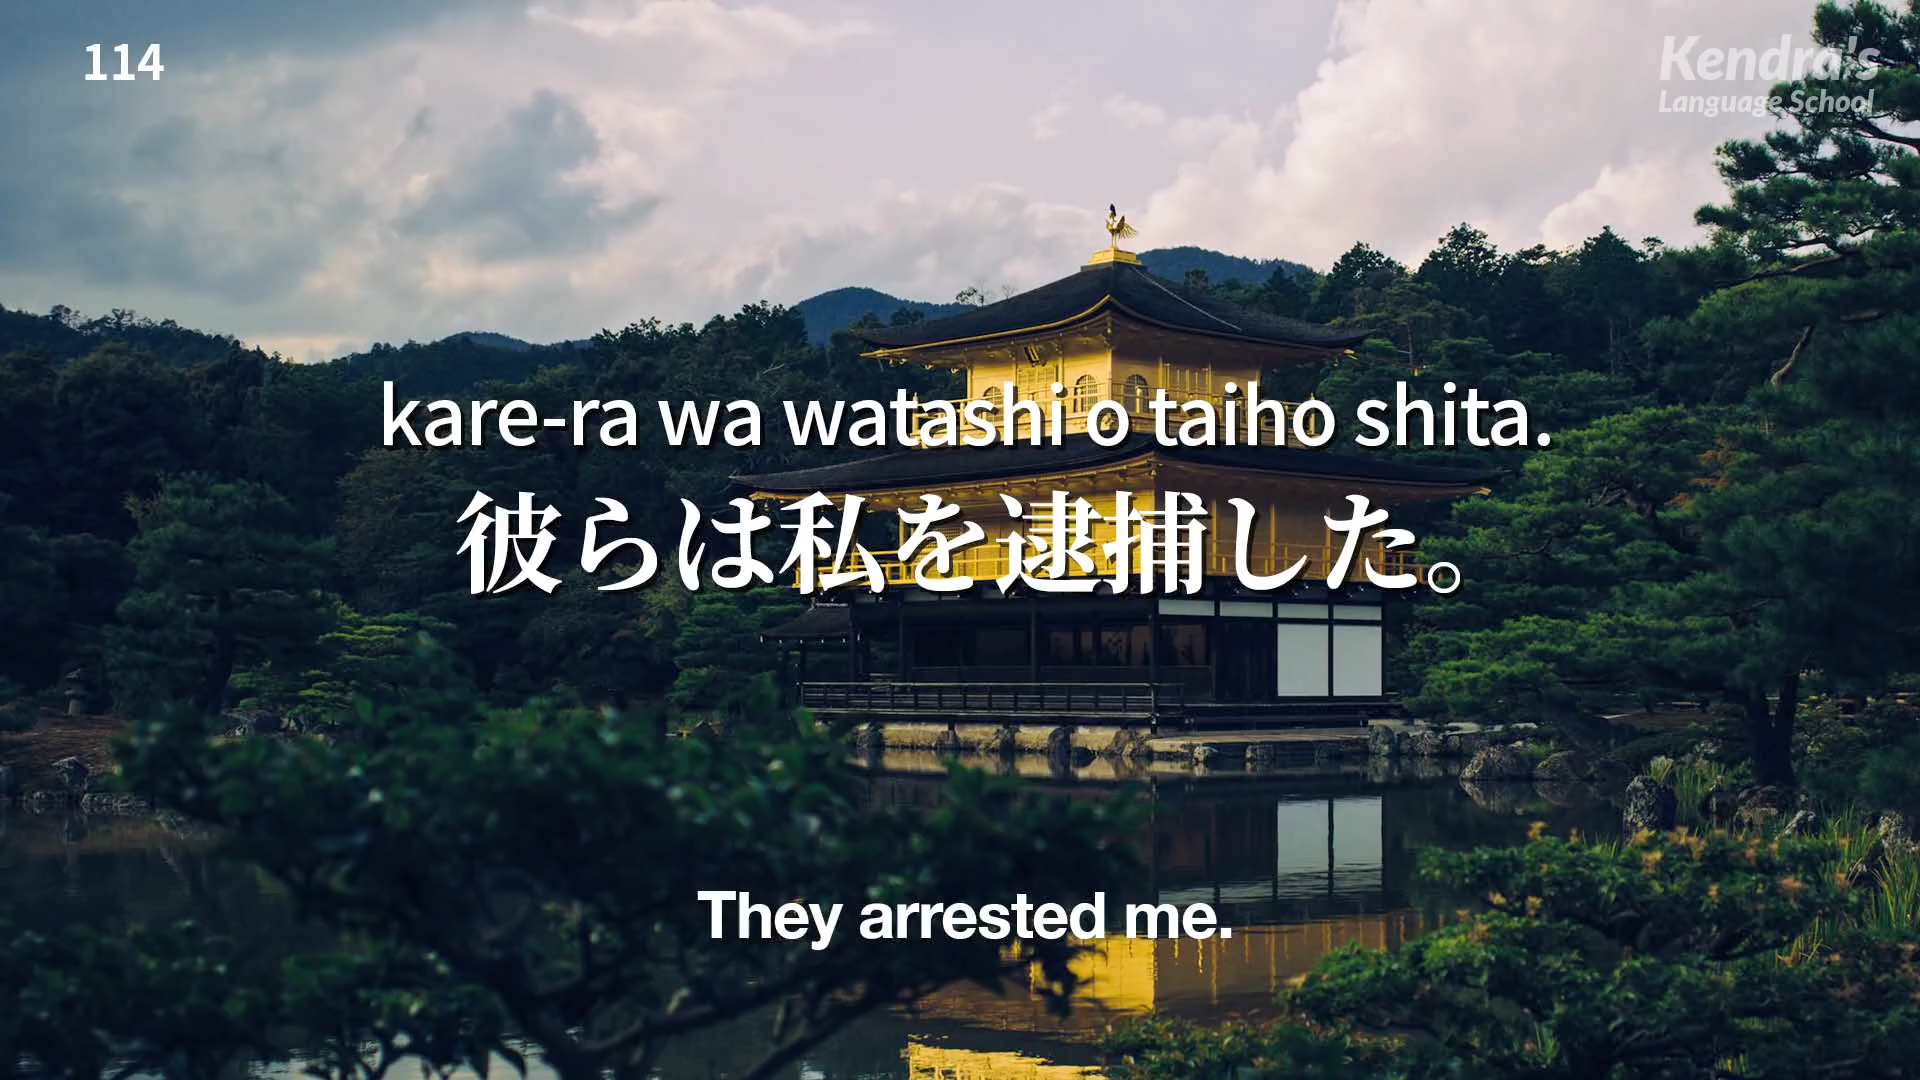 114
Kendra's
Language School
kare-ra wa watashi o taiho shita.
彼らは私を逮捕した。
They arrested me.